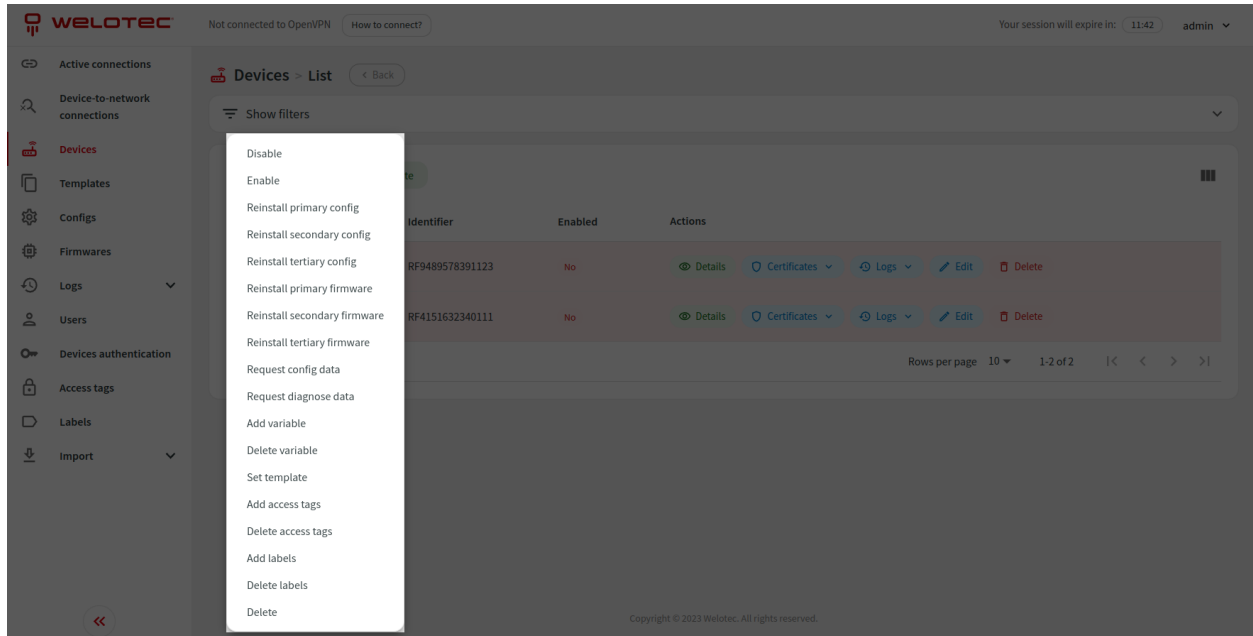 WELOTEC
Not connected to OpenVPN
How to connect?
Your session will expire in:
11:42
admin
Active connections
Device-to-network
connections
Devices
Templates
Configs
Firmwares
Logs
Users
Devices authentication
Access tags
Labels
Import
Devices > List
< Back
Show filters
Disable
Enable
Reinstall primary config
Reinstall secondary config
Reinstall tertiary config
Reinstall primary firmware
Reinstall secondary firmware
Reinstall tertiary firmware
Request config data
Request diagnose data
Add variable
Delete variable
Set template
Add access tags
Delete access tags
Add labels
Delete labels
Delete
Identifier Enabled Actions
RF9489578391123 No Details Certificates Logs Edit Delete
RF4151632340111 No Details Certificates Logs Edit Delete
Rows per page 10 1-2 of 2
Copyright © 2023 Welotec. All rights reserved.